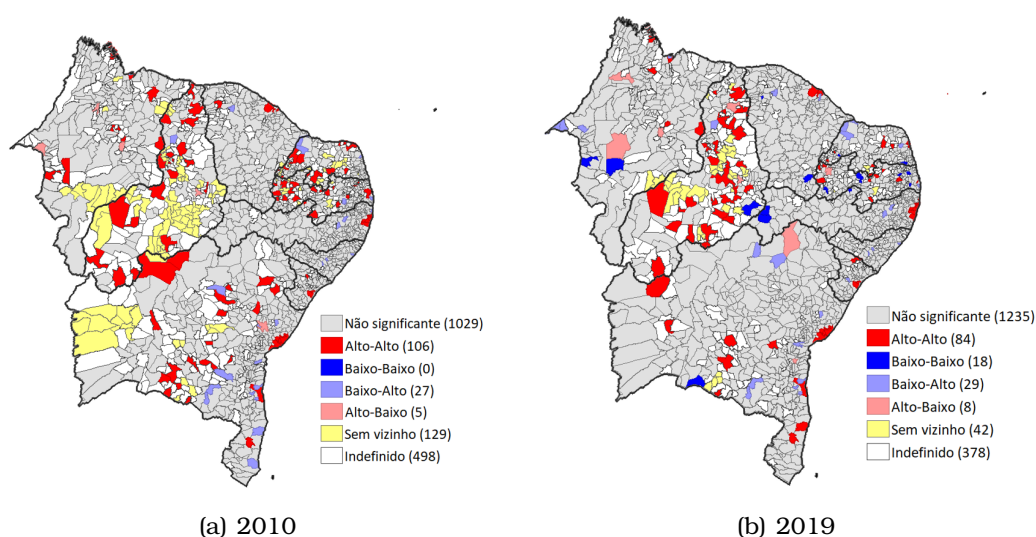 Não significante (1029)
Alto-Alto (106)
Baixo-Baixo (0)
Baixo-Alto (27)
Alto-Baixo (5)
Sem vizinho (129)
Indefinido (498)
(a) 2010
Não significante (1235)
Alto-Alto (84)
Baixo-Baixo (18)
Baixo-Alto (29)
Alto-Baixo (8)
Sem vizinho (42)
Indefinido (378)
(b) 2019